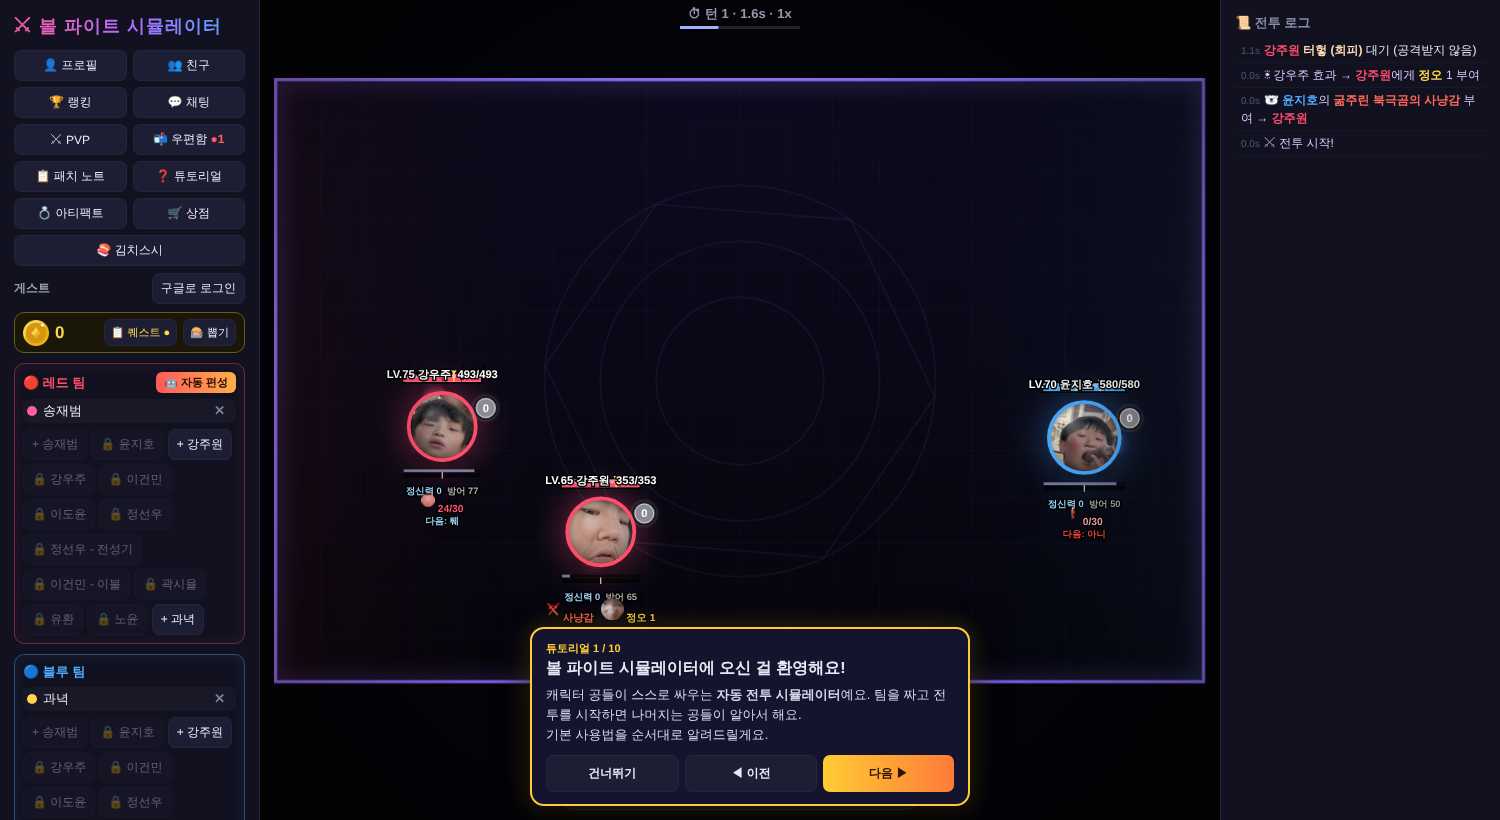 ⚔ 볼 파이트 시뮬레이터
👤 프로필
👥 친구
🏆 랭킹
💬 채팅
⚔ PVP
📬 우편함 ●1
📋 패치 노트
❓ 튜토리얼
💍 아티팩트
🛒 상점
🍣 김치스시
게스트
구글로 로그인
0
📋 퀘스트 ●
🎰 뽑기
🔴 레드 팀
🤖 자동 편성
송재범 ✕
+ 송재범
🔒 윤지호
+ 강주원
🔒 강우주
🔒 이건민
🔒 이도윤
🔒 정선우
🔒 정선우 - 전성기
🔒 이건민 - 이불
🔒 곽시율
🔒 유환
🔒 노윤
+ 과녁
🔵 블루 팀
과녁 ✕
+ 송재범
🔒 윤지호
+ 강주원
🔒 강우주
🔒 이건민
🔒 이도윤
🔒 정선우
⏱ 턴 1 · 1.6s · 1x
LV.75 강우주 493/493
0
정신력 0 방어 77
24/30
다음: 퉤
LV.65 강주원 353/353
0
정신력 0 방어 65
사냥감
정오 1
LV.70 윤지호 580/580
0
정신력 0 방어 50
0/30
다음: 아니
튜토리얼 1 / 10
볼 파이트 시뮬레이터에 오신 걸 환영해요!
캐릭터 공들이 스스로 싸우는 자동 전투 시뮬레이터예요. 팀을 짜고 전
투를 시작하면 나머지는 공들이 알아서 해요.
기본 사용법을 순서대로 알려드릴게요.
건너뛰기
◀ 이전
다음 ▶
📜 전투 로그
1.1s 강주원 터헣 (회피) 대기 (공격받지 않음)
0.0s ☀ 강우주 효과 → 강주원에게 정오 1 부여
0.0s 🐻‍❄️ 윤지호의 굶주린 북극곰의 사냥감 부
여 → 강주원
0.0s ⚔ 전투 시작!